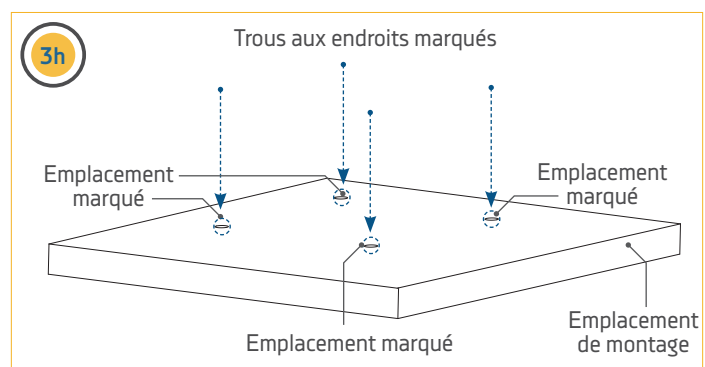 3h
Trous aux endroits marqués
Emplacement
marqué
Emplacement
marqué
Emplacement marqué
Emplacement
de montage